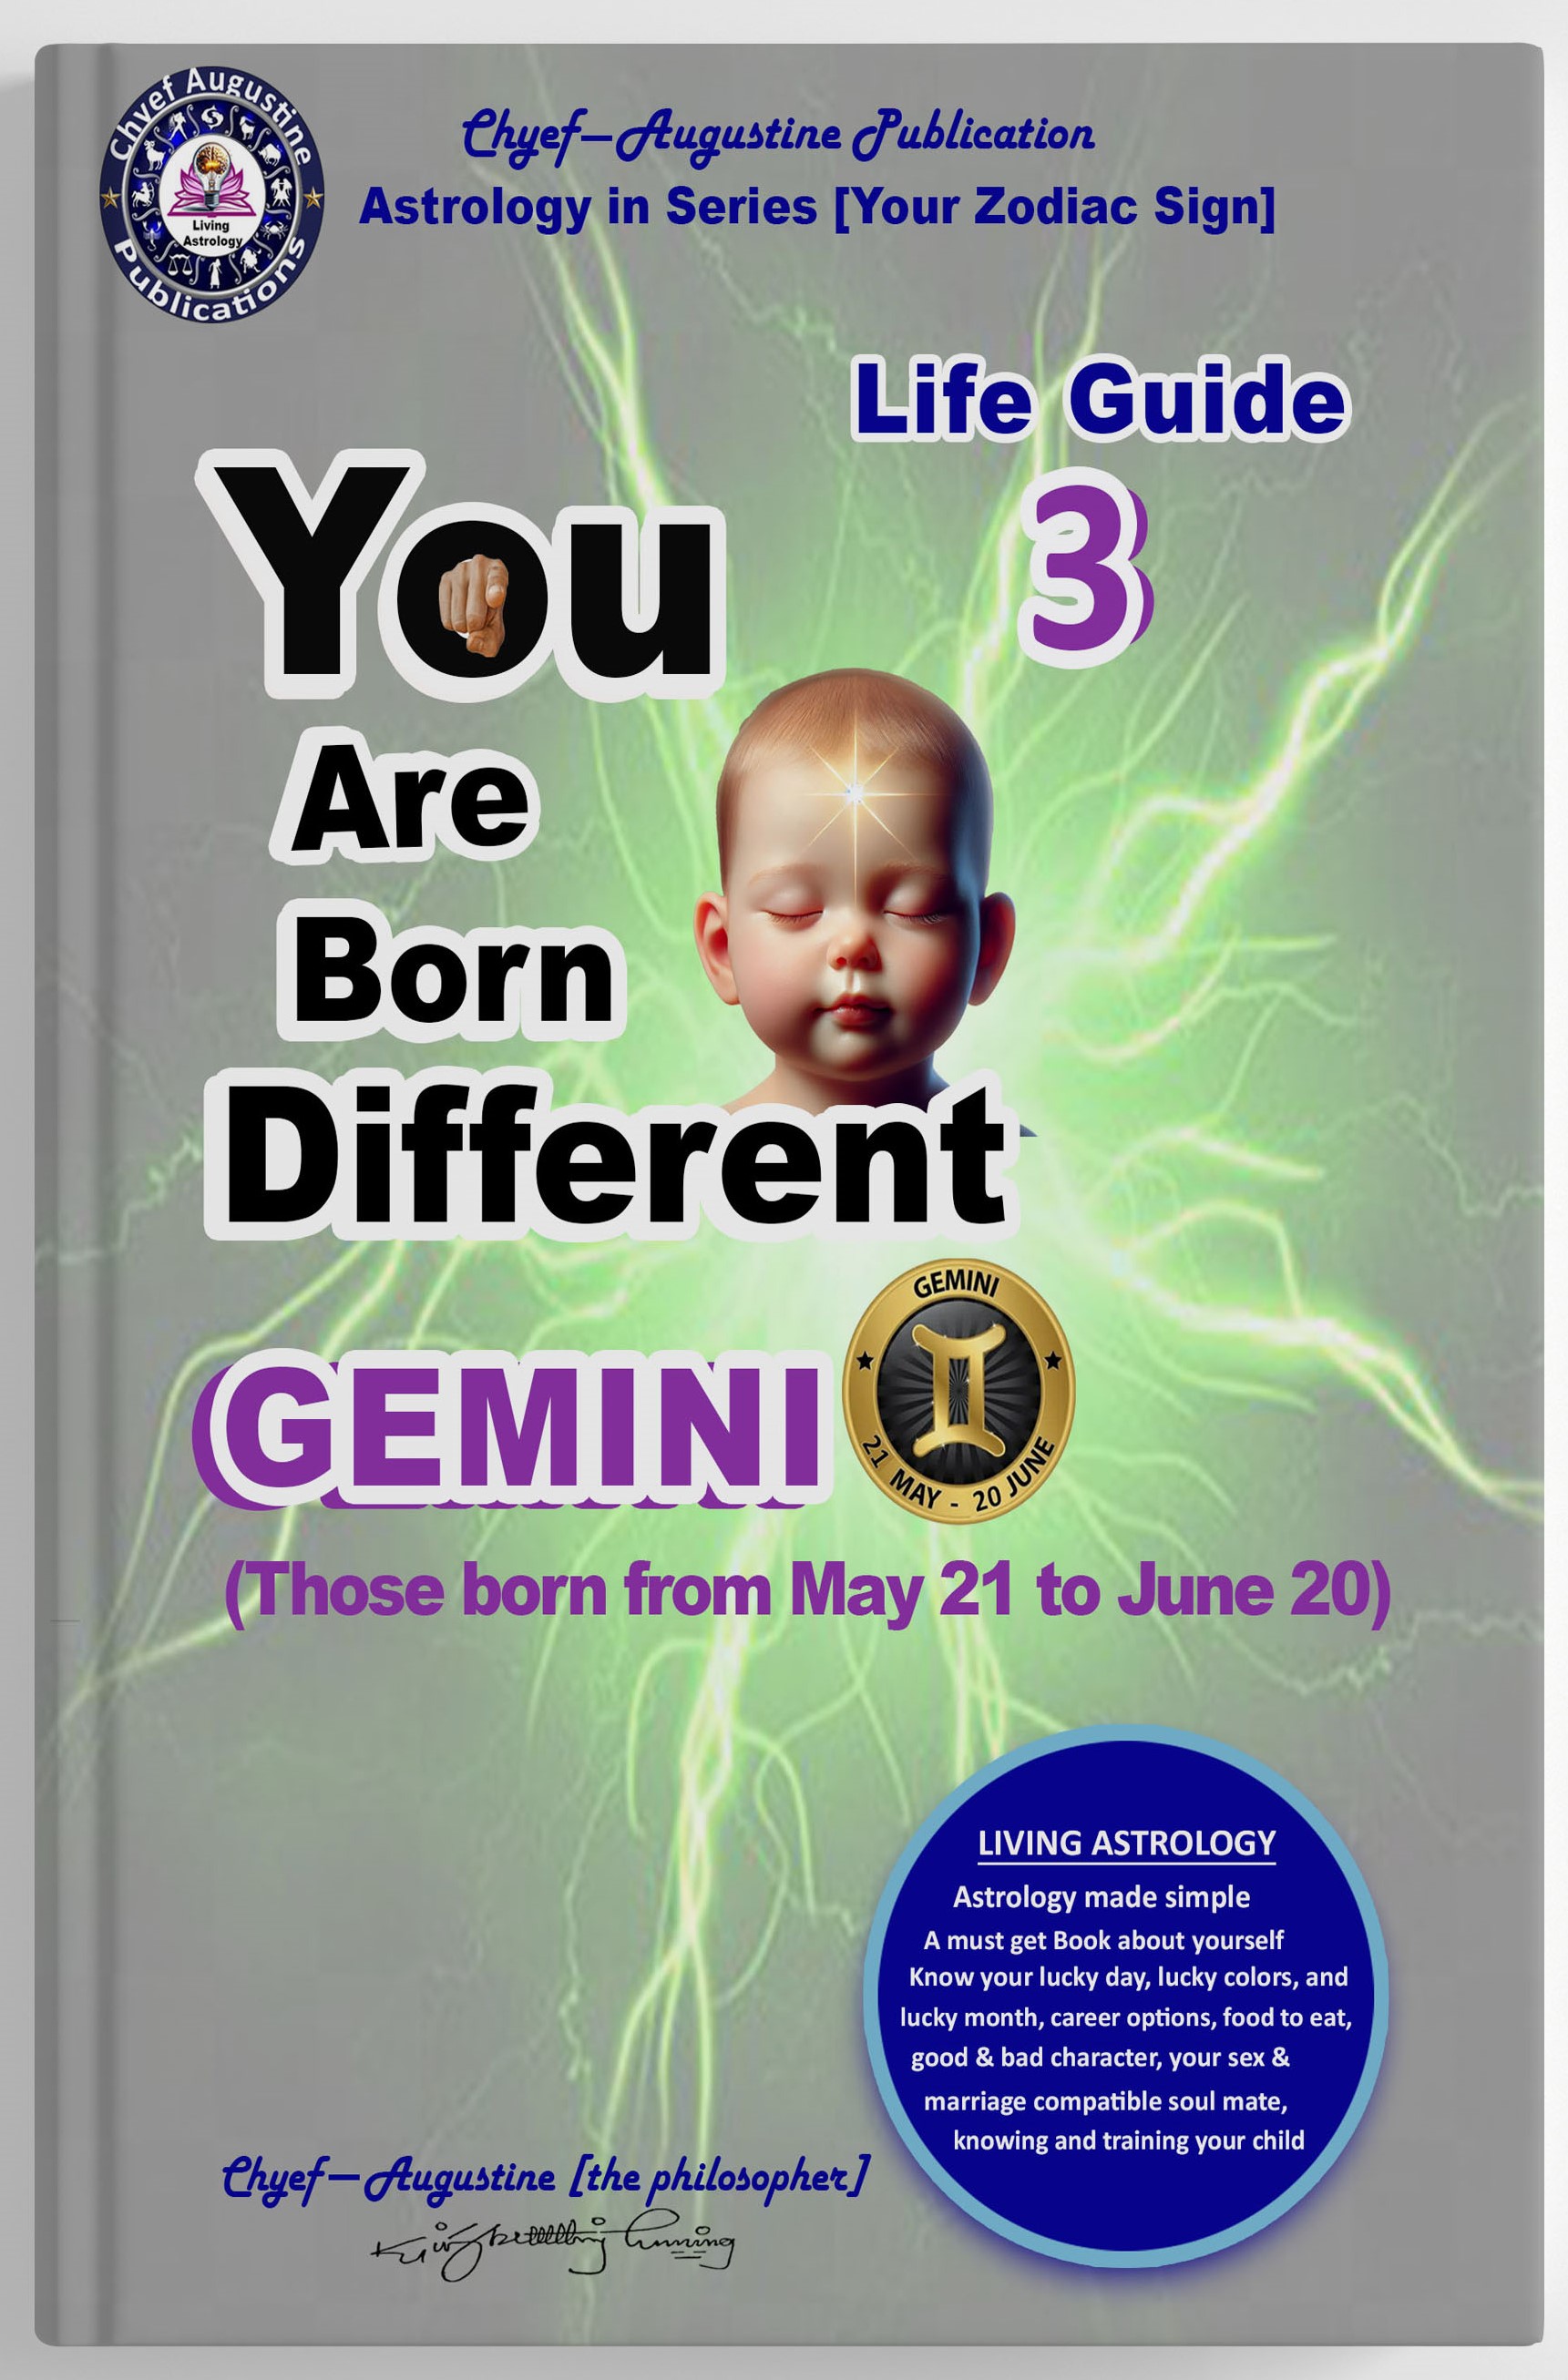 Chyef Augustine
Publications
Living
Astrology
Chyef–Augustine Publication
Astrology in Series [Your Zodiac Sign]
Life Guide
3
You
Are
Born
Different
GEMINI
GEMINI
21 MAY - 20 JUNE
(Those born from May 21 to June 20)
LIVING ASTROLOGY
Astrology made simple
A must get Book about yourself
Know your lucky day, lucky colors, and
lucky month, career options, food to eat,
good & bad character, your sex &
marriage compatible soul mate,
knowing and training your child
Chyef–Augustine [the philosopher]